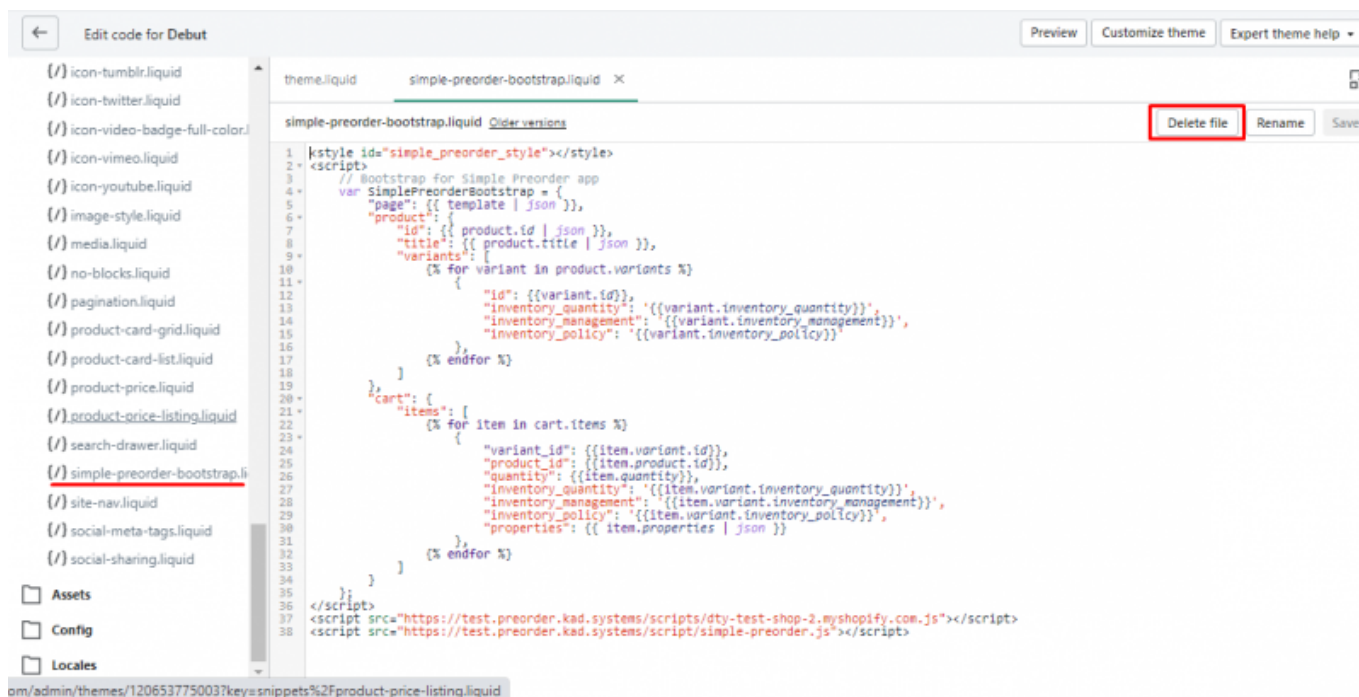 Edit code for Debut
Preview
Customize theme
Expert theme help
{/} icon-tumblr.liquid
{/} icon-twitter.liquid
{/} icon-video-badge-full-color.l
{/} icon-vimeo.liquid
{/} icon-youtube.liquid
{/} image-style.liquid
{/} media.liquid
{/} no-blocks.liquid
{/} pagination.liquid
{/} product-card-grid.liquid
{/} product-card-list.liquid
{/} product-price.liquid
{/} product-price-listing.liquid
{/} search-drawer.liquid
{/} simple-preorder-bootstrap.li
{/} site-nav.liquid
{/} social-meta-tags.liquid
{/} social-sharing.liquid
Assets
Config
Locales
om/admin/themes/120653775003?key=snippets%2Fproduct-price-listing.liquid
theme.liquid
simple-preorder-bootstrap.liquid ×
simple-preorder-bootstrap.liquid Older versions
Delete file
Rename
Save
1 <style id="simple_preorder_style"></style>
2 <script>
3 // Bootstrap for Simple Preorder app
4 var SimplePreorderBootstrap = {
5 "page": {{ template | json }},
6 "product": {
7 "id": {{ product.id | json }},
8 "title": {{ product.title | json }},
9 "variants": [
10 {% for variant in product.variants %}
11 {
12 "id": {{variant.id}},
13 "inventory_quantity": '{{variant.inventory_quantity}}',
14 "inventory_management": '{{variant.inventory_management}}',
15 "inventory_policy": '{{variant.inventory_policy}}'
16 },
17 {% endfor %}
18 ]
19 },
20 "cart": {
21 "items": [
22 {% for item in cart.items %}
23 {
24 "variant_id": {{item.variant.id}},
25 "product_id": {{item.product.id}},
26 "quantity": {{item.quantity}},
27 "inventory_quantity": '{{item.variant.inventory_quantity}}',
28 "inventory_management": '{{item.variant.inventory_management}}',
29 "inventory_policy": '{{item.variant.inventory_policy}}',
30 "properties": {{ item.properties | json }}
31 },
32 {% endfor %}
33 ]
34 }
35 };
36 </script>
37 <script src="https://test.preorder.kad.systems/scripts/dty-test-shop-2.myshopify.com.js"></script>
38 <script src="https://test.preorder.kad.systems/script/simple-preorder.js"></script>